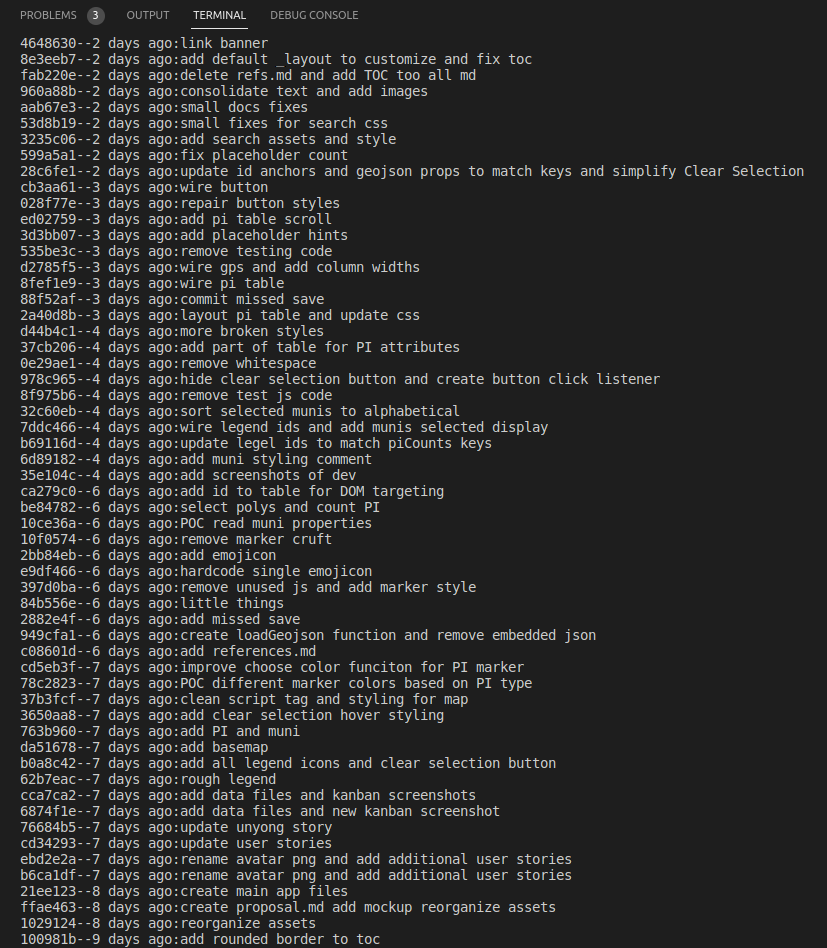 PROBLEMS 3 OUTPUT TERMINAL DEBUG CONSOLE
4648630--2 days ago:link banner
8e3eeb7--2 days ago:add default _layout to customize and fix toc
fab220e--2 days ago:delete refs.md and add TOC too all md
960a88b--2 days ago:consolidate text and add images
aab67e3--2 days ago:small docs fixes
53d8b19--2 days ago:small fixes for search css
3235c06--2 days ago:add search assets and style
599a5a1--2 days ago:fix placeholder count
28c6fe1--2 days ago:update id anchors and geojson props to match keys and simplify Clear Selection
cb3aa61--3 days ago:wire button
028f77e--3 days ago:repair button styles
ed02759--3 days ago:add pi table scroll
3d3bb07--3 days ago:add placeholder hints
535be3c--3 days ago:remove testing code
d2785f5--3 days ago:wire gps and add column widths
8fef1e9--3 days ago:wire pi table
88f52af--3 days ago:commit missed save
2a40d8b--3 days ago:layout pi table and update css
d44b4c1--4 days ago:more broken styles
37cb206--4 days ago:add part of table for PI attributes
0e29ae1--4 days ago:remove whitespace
978c965--4 days ago:hide clear selection button and create button click listener
8f975b6--4 days ago:remove test js code
32c60eb--4 days ago:sort selected munis to alphabetical
7ddc466--4 days ago:wire legend ids and add munis selected display
b69116d--4 days ago:update legel ids to match piCounts keys
6d89182--4 days ago:add muni styling comment
35e104c--4 days ago:add screenshots of dev
ca279c0--6 days ago:add id to table for DOM targeting
be84782--6 days ago:select polys and count PI
10ce36a--6 days ago:POC read muni properties
10f0574--6 days ago:remove marker cruft
2bb84eb--6 days ago:add emojicon
e9df466--6 days ago:hardcode single emojicon
397d0ba--6 days ago:remove unused js and add marker style
84b556e--6 days ago:little things
2882e4f--6 days ago:add missed save
949cfa1--6 days ago:create loadGeojson function and remove embedded json
c08601d--6 days ago:add references.md
cd5eb3f--7 days ago:improve choose color funciton for PI marker
78c2823--7 days ago:POC different marker colors based on PI type
37b3fcf--7 days ago:clean script tag and styling for map
3650aa8--7 days ago:add clear selection hover styling
763b960--7 days ago:add PI and muni
da51678--7 days ago:add basemap
b0a8c42--7 days ago:add all legend icons and clear selection button
62b7eac--7 days ago:rough legend
cca7ca2--7 days ago:add data files and kanban screenshots
6874f1e--7 days ago:add data files and new kanban screenshot
76684b5--7 days ago:update unyong story
cd34293--7 days ago:update user stories
ebd2e2a--7 days ago:rename avatar png and add additional user stories
b6ca1df--7 days ago:rename avatar png and add additional user stories
21ee123--8 days ago:create main app files
ffae463--8 days ago:create proposal.md add mockup reorganize assets
1029124--8 days ago:reorganize assets
100981b--9 days ago:add rounded border to toc